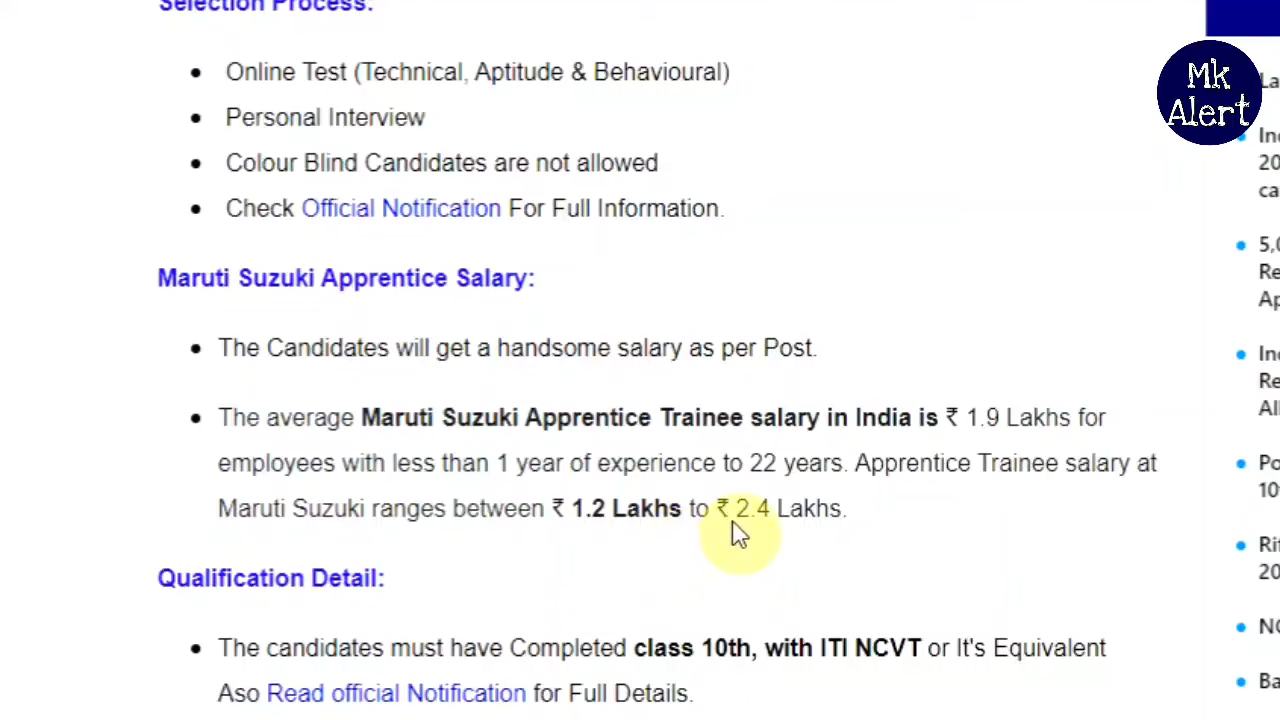 Selection Process:
Online Test (Technical, Aptitude & Behavioural)
Personal Interview
Colour Blind Candidates are not allowed
Check Official Notification For Full Information.
Maruti Suzuki Apprentice Salary:
The Candidates will get a handsome salary as per Post.
The average Maruti Suzuki Apprentice Trainee salary in India is ₹ 1.9 Lakhs for
employees with less than 1 year of experience to 22 years. Apprentice Trainee salary at
Maruti Suzuki ranges between ₹ 1.2 Lakhs to ₹ 2.4 Lakhs.
Qualification Detail:
The candidates must have Completed class 10th, with ITI NCVT or It's Equivalent
Aso Read official Notification for Full Details.
Mk
Alert